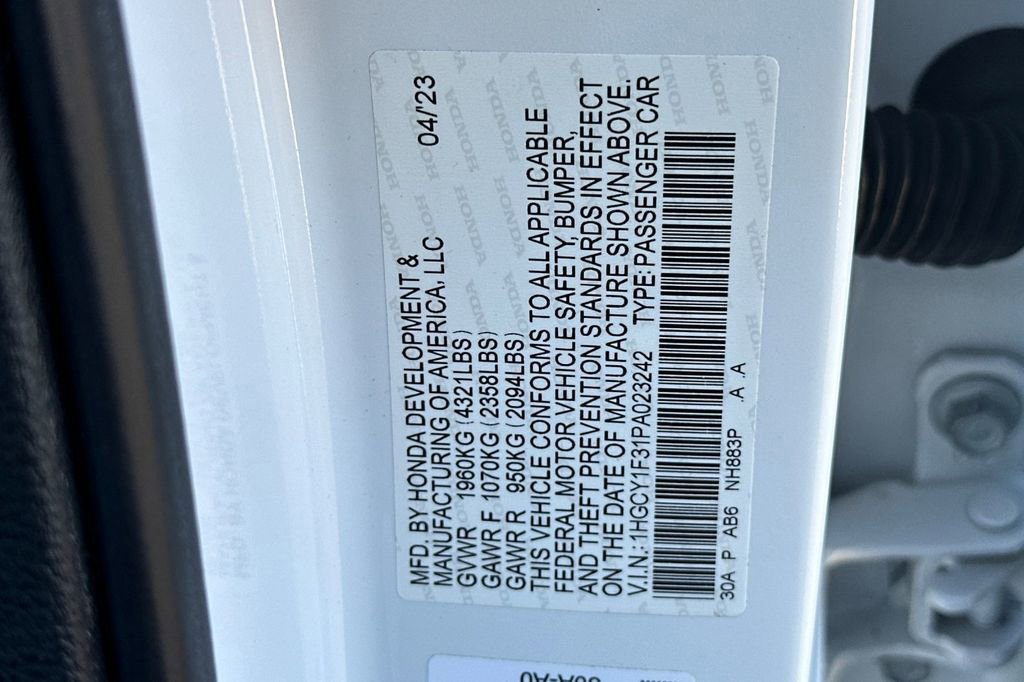 MFD. BY HONDA DEVELOPMENT & 04/23
MANUFACTURING OF AMERICA, LLC
GVWR 1960KG (4321LBS)
GAWR F 1070KG (2358LBS)
GAWR R 950KG (2094LBS)
THIS VEHICLE CONFORMS TO ALL APPLICABLE
FEDERAL MOTOR VEHICLE SAFETY, BUMPER,
AND THEFT PREVENTION STANDARDS IN EFFECT
ON THE DATE OF MANUFACTURE SHOWN ABOVE.
V.I.N.: 1HGCY1F31PA023242 TYPE: PASSENGER CAR
30A P AB6 NH883P .A .A